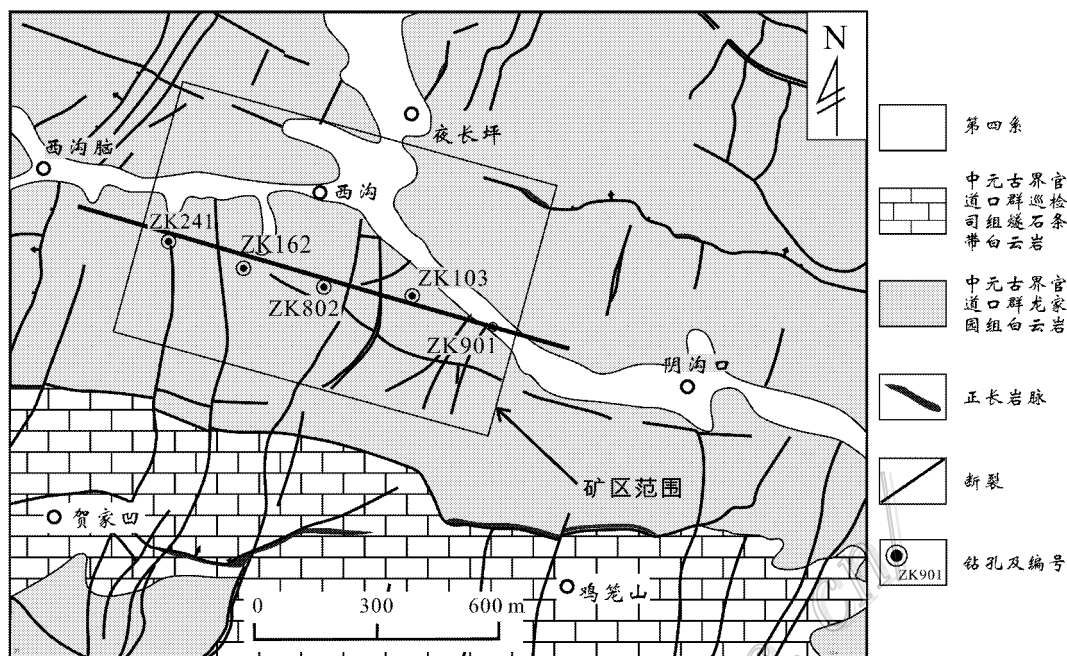 N
夜长坪
西沟脑
西沟
ZK241
ZK162
ZK103
ZK802
ZK901
阴沟口
矿区范围
贺家凹
鸡笼山
0 300 600 m
第四系
中元古界官
道口群巡检
司组燧石条
带白云岩
中元古界官
道口群龙家
园组白云岩
正长岩脉
断裂
ZK901
钻孔及编号